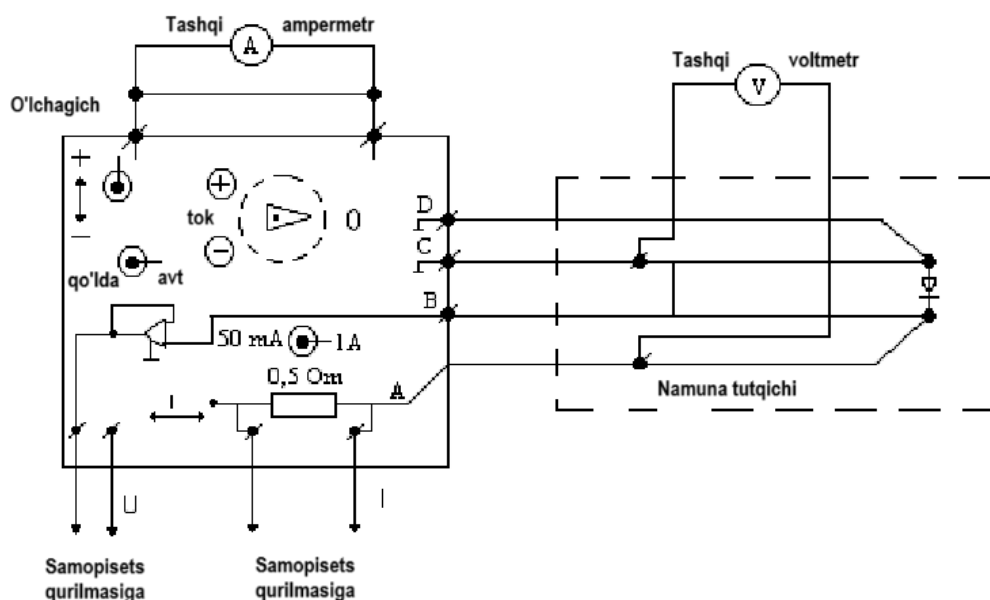 Tashqi ampermetr
A
Tashqi voltmetr
V
O'lchagich
+
−
+
tok
−
0
D
C
B
qo'lda avt
50 mA 1A
0,5 Om
A
I
Namuna tutqichi
U
I
Samopisets qurilmasiga
Samopisets qurilmasiga